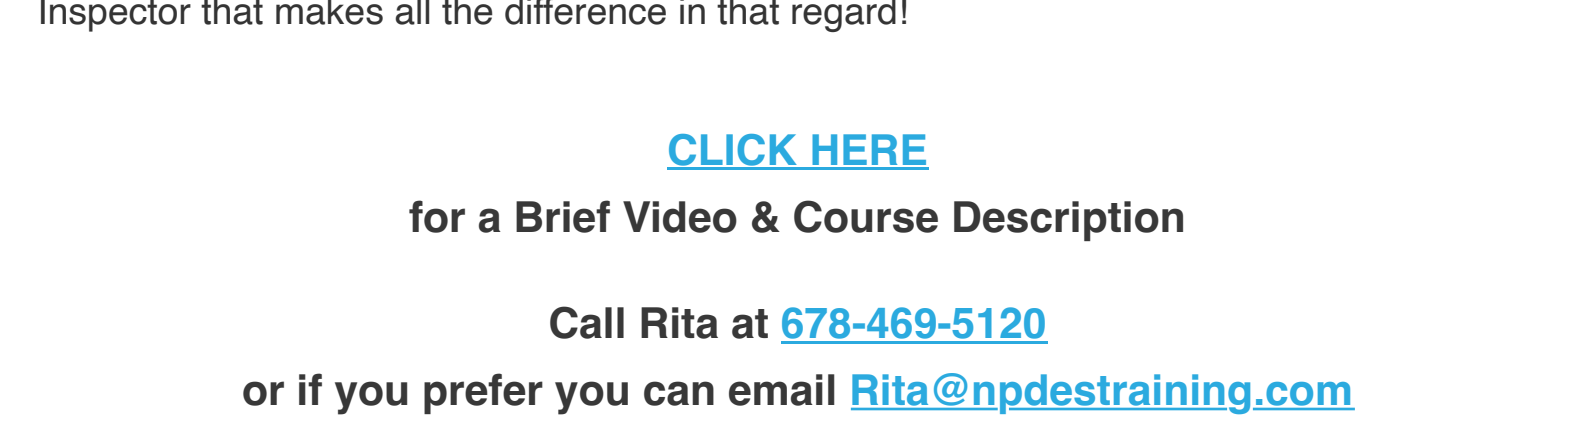 Inspector that makes all the difference in that regard!
CLICK HERE
for a Brief Video & Course Description
Call Rita at 678-469-5120
or if you prefer you can email Rita@npdestraining.com